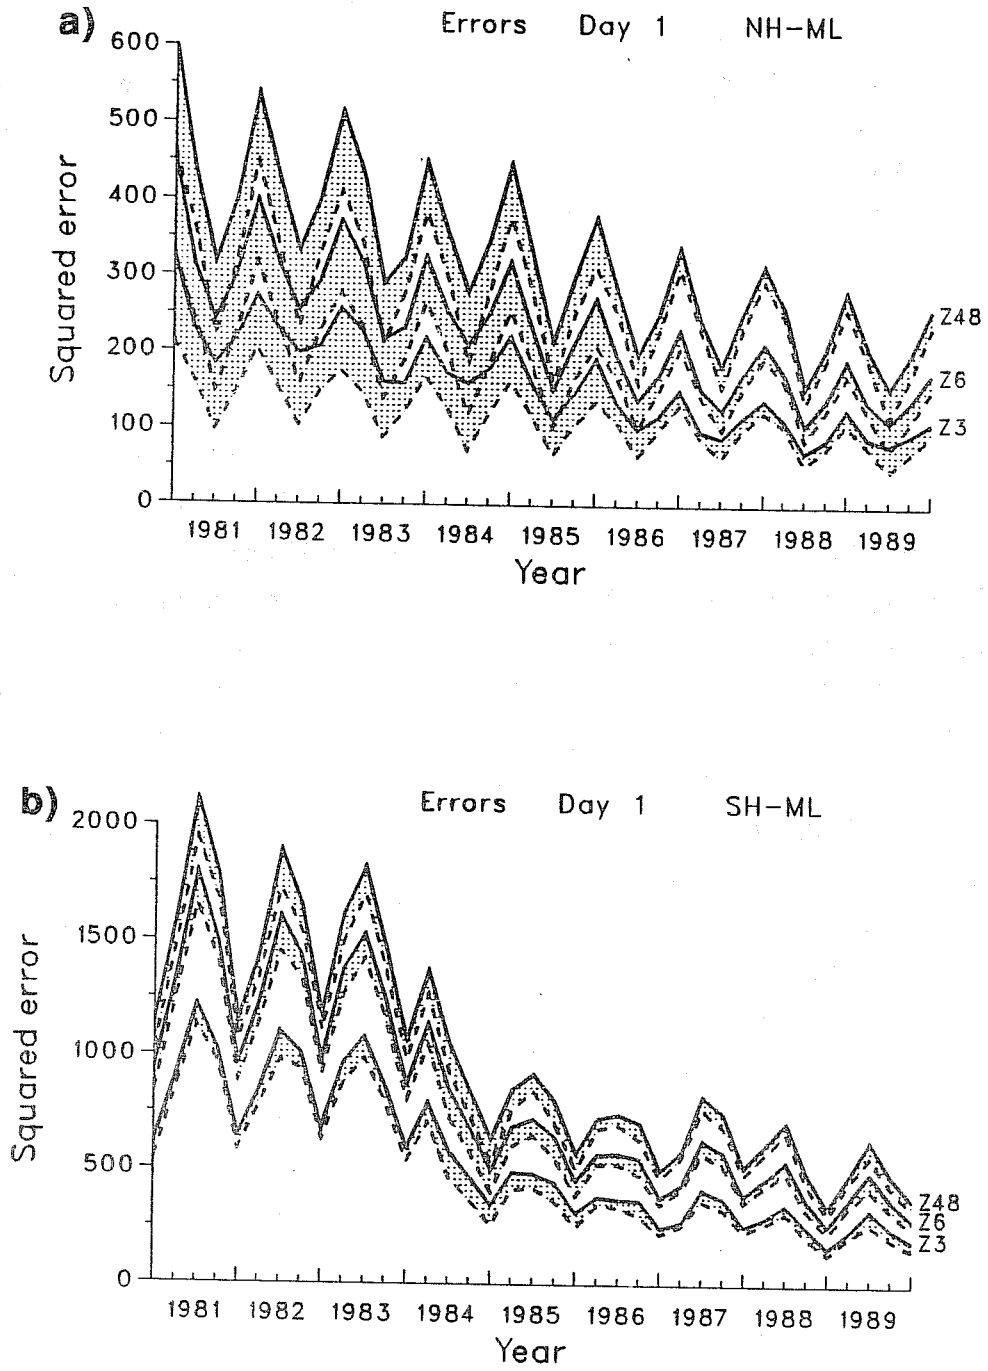 a)
Errors Day 1 NH-ML
600
500
400
300
200
100
0
Squared error
Z48
Z6
Z3
1981 1982 1983 1984 1985 1986 1987 1988 1989
Year
b)
Errors Day 1 SH-ML
2000
1500
1000
500
0
Squared error
Z48
Z6
Z3
1981 1982 1983 1984 1985 1986 1987 1988 1989
Year